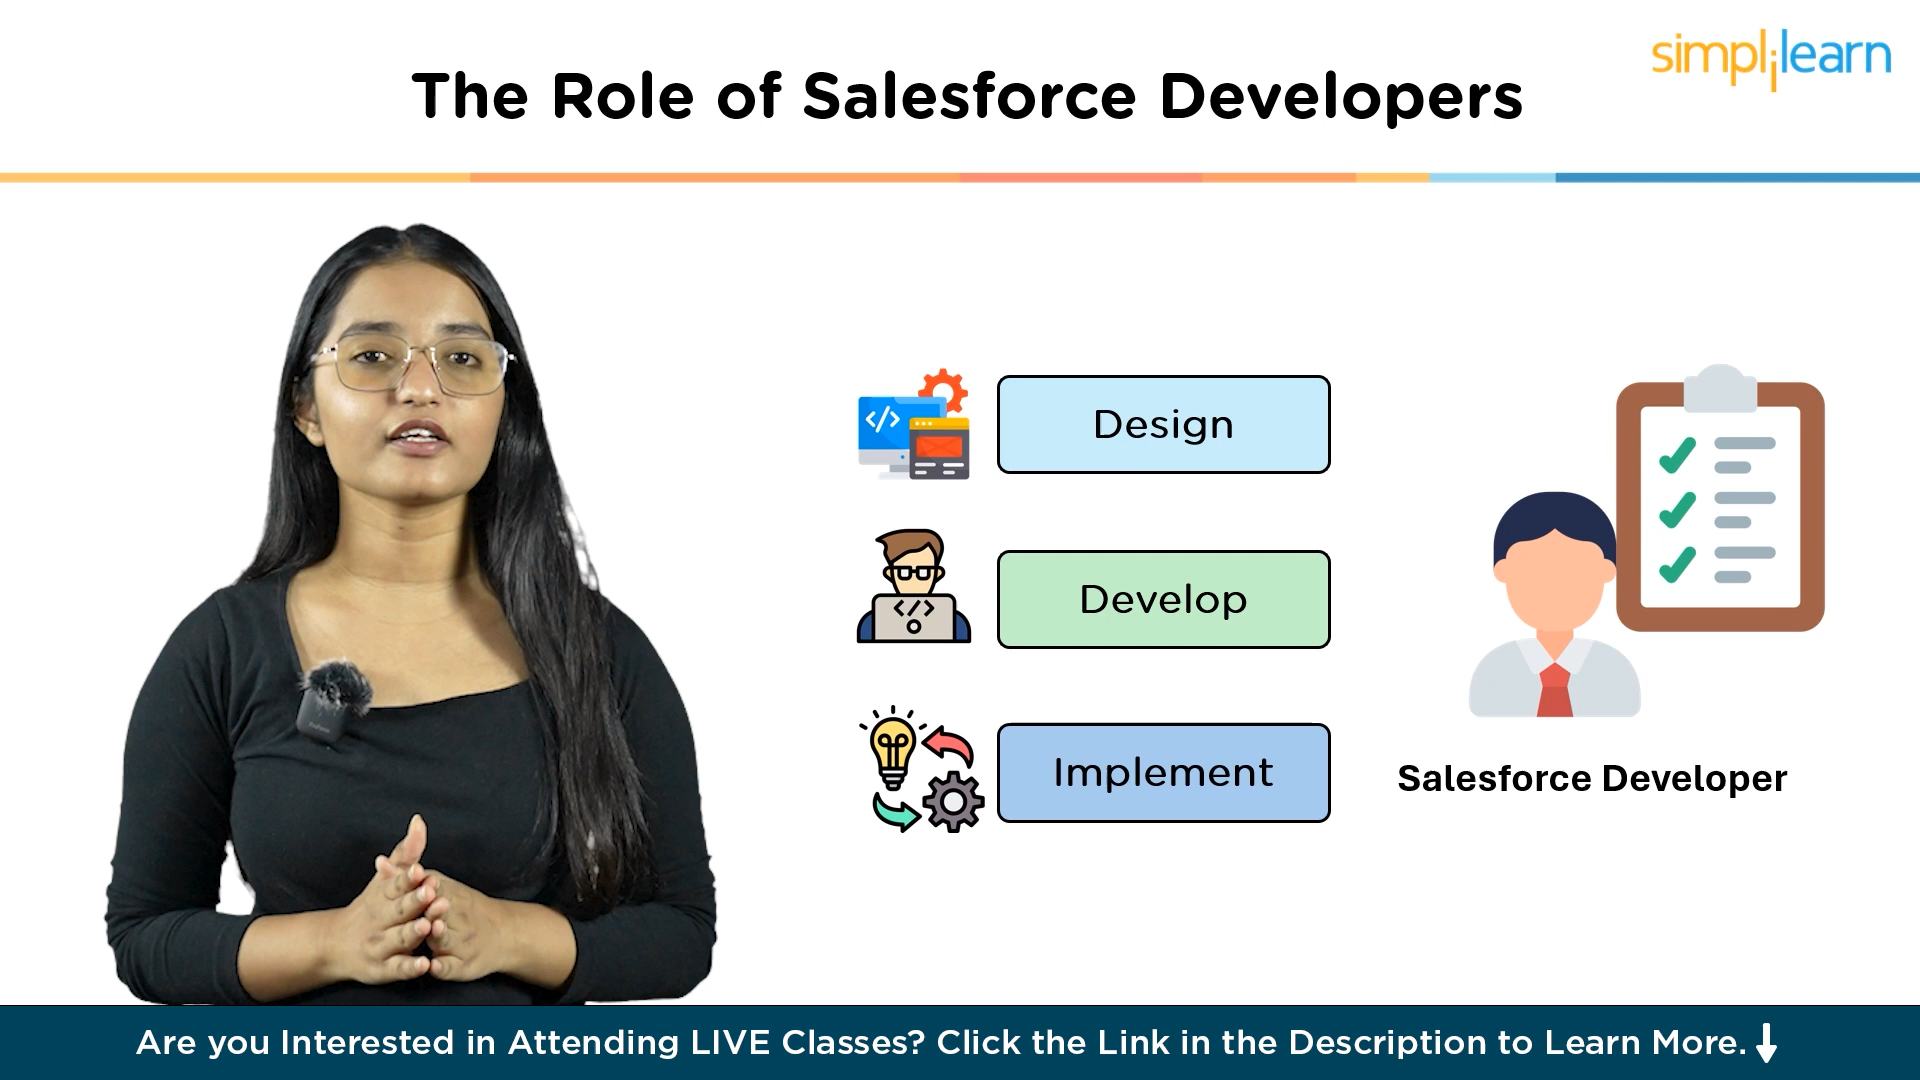 simplilearn
The Role of Salesforce Developers
Design
Develop
Implement
Salesforce Developer
Are you Interested in Attending LIVE Classes? Click the Link in the Description to Learn More.